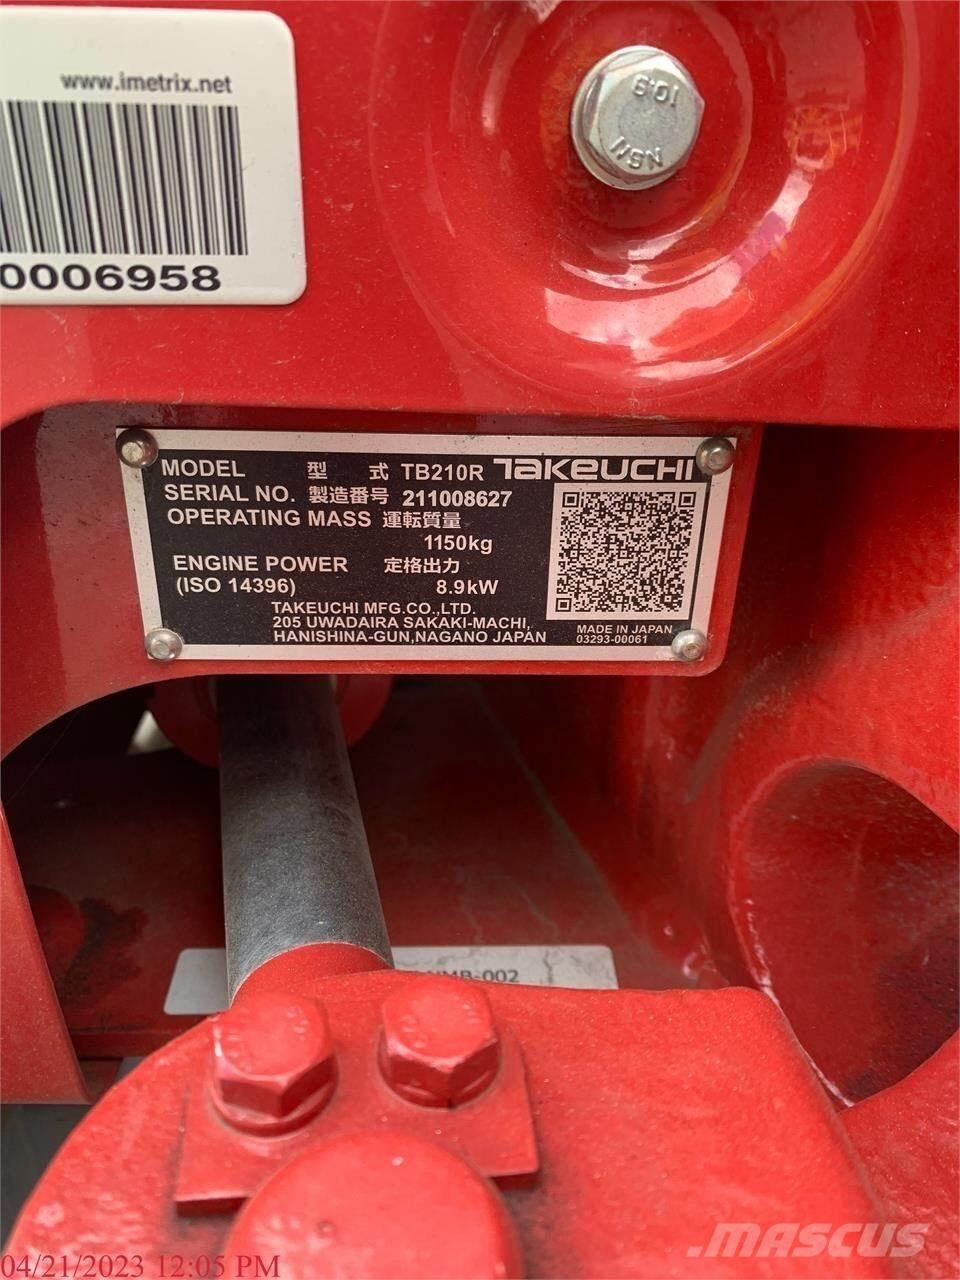 www.imetrix.net
0006958
10.9
NSN
MODEL 型 式 TB210R TAKEUCHI
SERIAL NO. 製造番号 211008627
OPERATING MASS 運転質量
1150kg
ENGINE POWER 定格出力
(ISO 14396) 8.9kW
TAKEUCHI MFG.CO.,LTD.
205 UWADAIRA SAKAKI-MACHI,
HANISHINA-GUN,NAGANO JAPAN
MADE IN JAPAN
03293-00061
MB-002
04/21/2023 12:05 PM
MASCUS